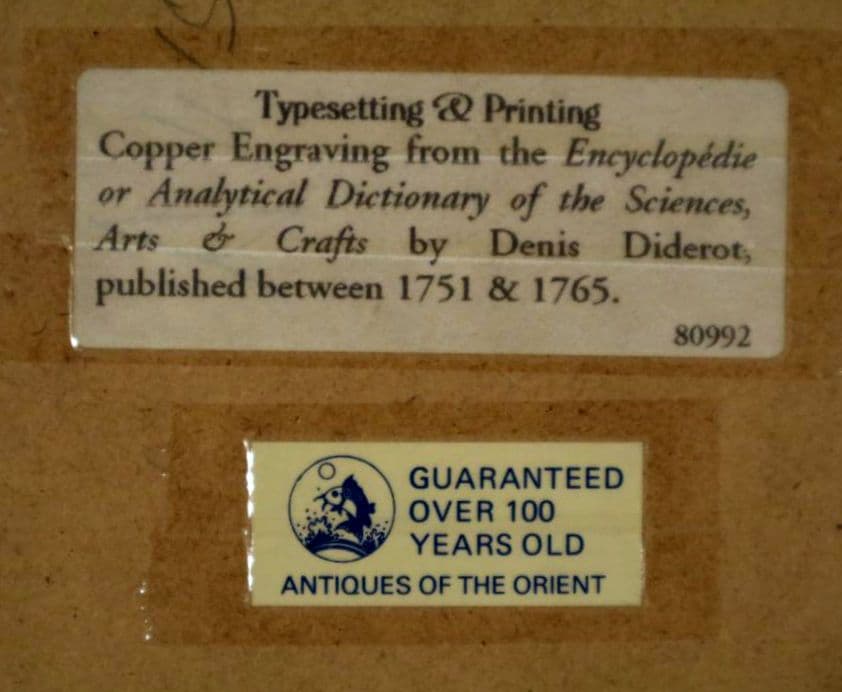 Typesetting & Printing
Copper Engraving from the Encyclopédie
or Analytical Dictionary of the Sciences,
Arts & Crafts by Denis Diderot,
published between 1751 & 1765.
80992
GUARANTEED
OVER 100
YEARS OLD
ANTIQUES OF THE ORIENT